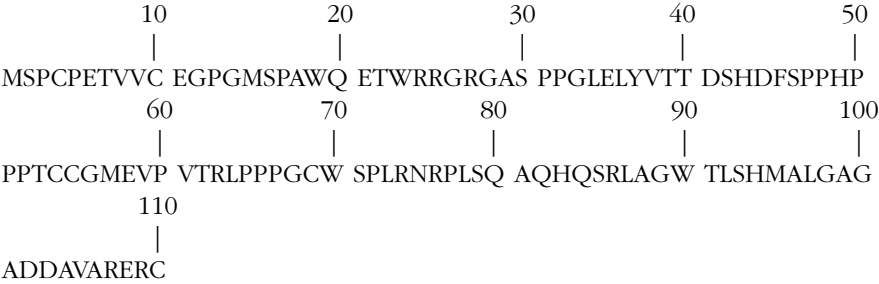 10 20 30 40 50
| | | | |
MSPCPETVVC EGPGMSPAWQ ETWRRGRGAS PPGLELYVTT DSHDFSPPHP
60 70 80 90 100
| | | | |
PPTCCGMEVP VTRLPPPGCW SPLRNRPLSQ AQHQSRLAGW TLSHMALGAG
110
|
ADDAVARERC